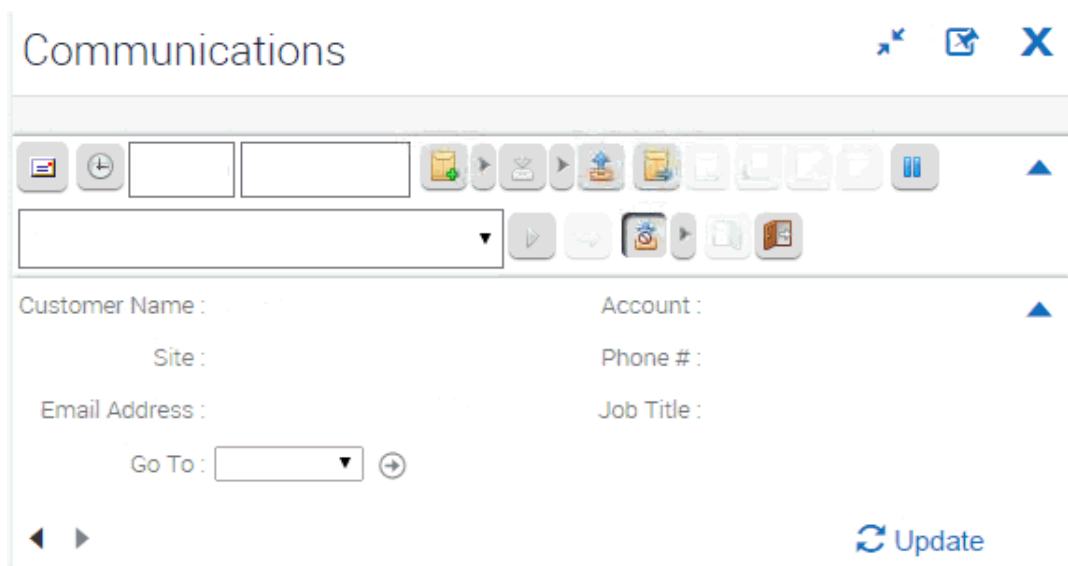 Communications
Customer Name :
Account :
Site :
Phone # :
Email Address :
Job Title :
Go To :
Update